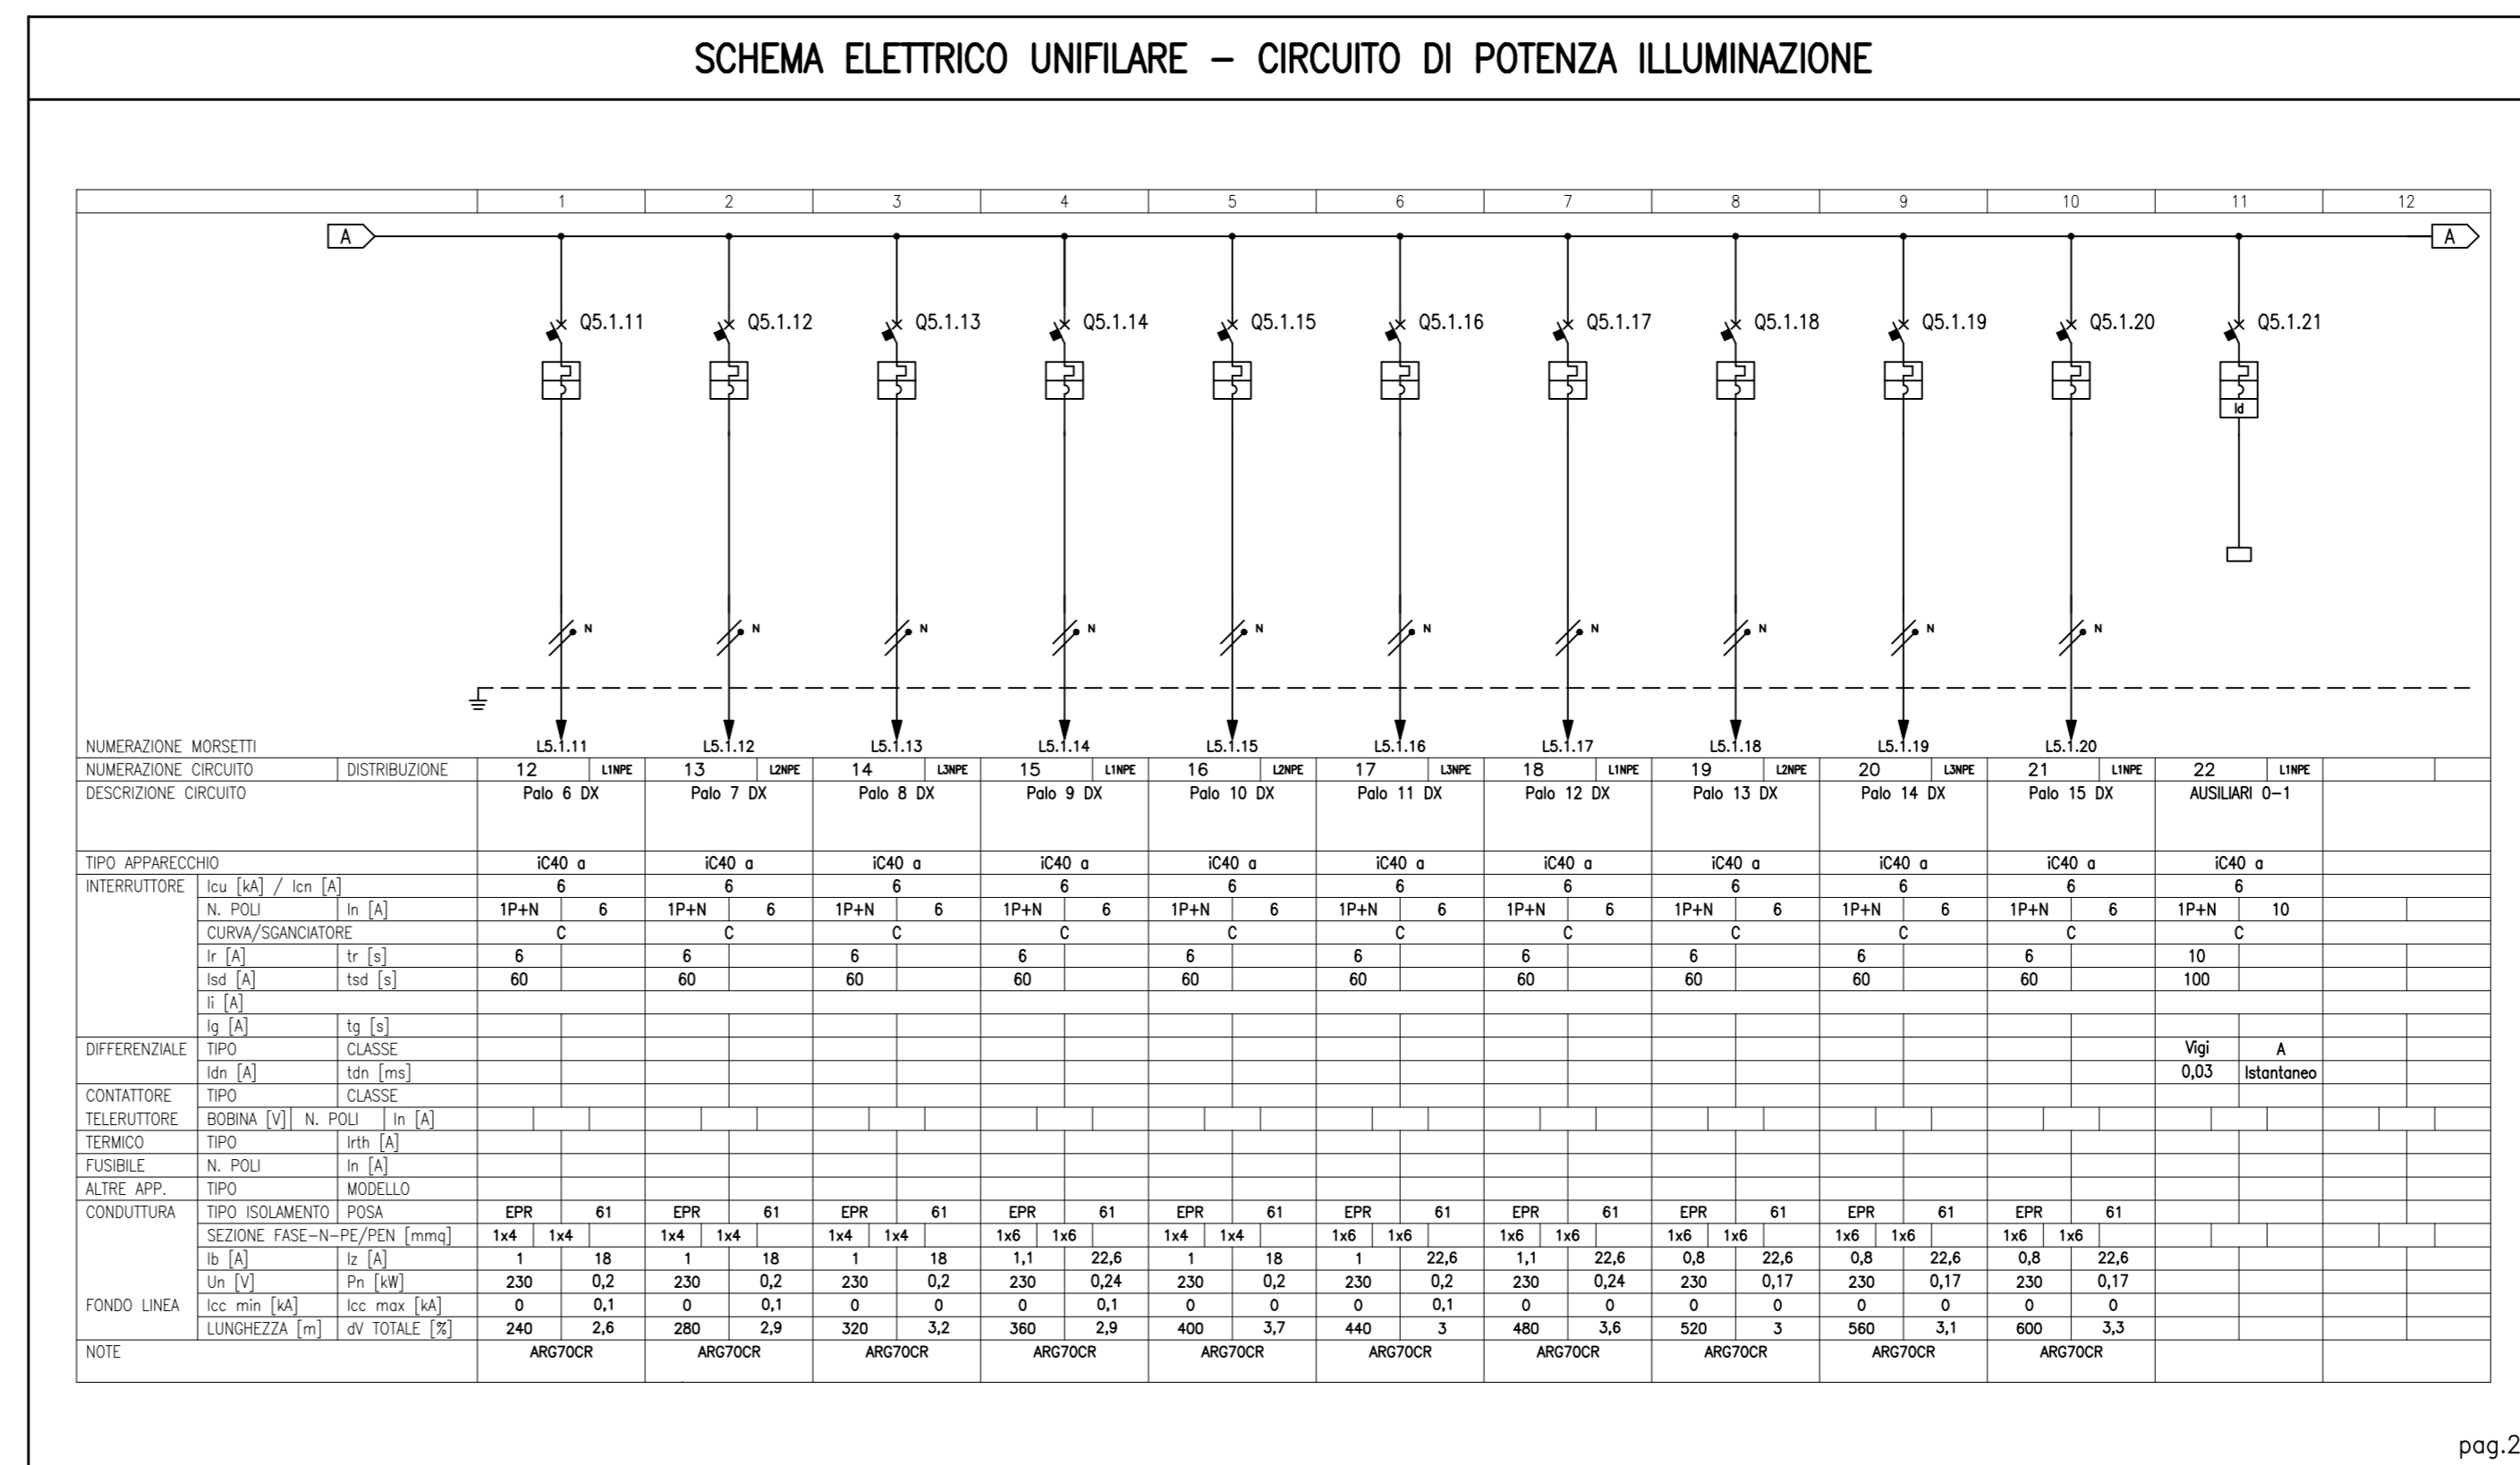 SCHEMA ELETTRICO UNIFILARE – CIRCUITO DI POTENZA ILLUMINAZIONE
1 2 3 4 5 6 7 8 9 10 11 12
A A
Q5.1.11 Q5.1.12 Q5.1.13 Q5.1.14 Q5.1.15 Q5.1.16 Q5.1.17 Q5.1.18 Q5.1.19 Q5.1.20 Q5.1.21
Id
N N N N N N N N N N
NUMERAZIONE MORSETTI L5.1.11 L5.1.12 L5.1.13 L5.1.14 L5.1.15 L5.1.16 L5.1.17 L5.1.18 L5.1.19 L5.1.20
NUMERAZIONE CIRCUITO DISTRIBUZIONE 12 L1NPE 13 L2NPE 14 L3NPE 15 L1NPE 16 L2NPE 17 L3NPE 18 L1NPE 19 L2NPE 20 L3NPE 21 L1NPE 22 L1NPE
DESCRIZIONE CIRCUITO Palo 6 DX Palo 7 DX Palo 8 DX Palo 9 DX Palo 10 DX Palo 11 DX Palo 12 DX Palo 13 DX Palo 14 DX Palo 15 DX AUSILIARI 0–1
TIPO APPARECCHIO iC40 a iC40 a iC40 a iC40 a iC40 a iC40 a iC40 a iC40 a iC40 a iC40 a iC40 a
INTERRUTTORE Icu [kA] / Icn [A] 6 6 6 6 6 6 6 6 6 6 6
N. POLI In [A] 1P+N 6 1P+N 6 1P+N 6 1P+N 6 1P+N 6 1P+N 6 1P+N 6 1P+N 6 1P+N 6 1P+N 6 1P+N 10
CURVA/SGANCIATORE C C C C C C C C C C C
Ir [A] tr [s] 6 6 6 6 6 6 6 6 6 6 10
Isd [A] tsd [s] 60 60 60 60 60 60 60 60 60 60 100
Ii [A]
Ig [A] tg [s]
DIFFERENZIALE TIPO CLASSE Vigi A
Idn [A] tdn [ms] 0,03 Istantaneo
CONTATTORE TIPO CLASSE
TELERUTTORE BOBINA [V] N. POLI In [A]
TERMICO TIPO Irth [A]
FUSIBILE N. POLI In [A]
ALTRE APP. TIPO MODELLO
CONDUTTURA TIPO ISOLAMENTO POSA EPR 61 EPR 61 EPR 61 EPR 61 EPR 61 EPR 61 EPR 61 EPR 61 EPR 61 EPR 61
SEZIONE FASE–N–PE/PEN [mmq] 1x4 1x4 1x4 1x4 1x4 1x4 1x6 1x6 1x4 1x4 1x6 1x6 1x6 1x6 1x6 1x6 1x6 1x6 1x6 1x6
Ib [A] Iz [A] 1 18 1 18 1 18 1,1 22,6 1 18 1 22,6 1,1 22,6 0,8 22,6 0,8 22,6 0,8 22,6
Un [V] Pn [kW] 230 0,2 230 0,2 230 0,2 230 0,24 230 0,2 230 0,2 230 0,24 230 0,17 230 0,17 230 0,17
FONDO LINEA Icc min [kA] Icc max [kA] 0 0,1 0 0,1 0 0 0 0,1 0 0 0 0,1 0 0 0 0 0 0 0 0
LUNGHEZZA [m] dV TOTALE [%] 240 2,6 280 2,9 320 3,2 360 2,9 400 3,7 440 3 480 3,6 520 3 560 3,1 600 3,3
NOTE ARG7OCR ARG7OCR ARG7OCR ARG7OCR ARG7OCR ARG7OCR ARG7OCR ARG7OCR ARG7OCR ARG7OCR
pag.2